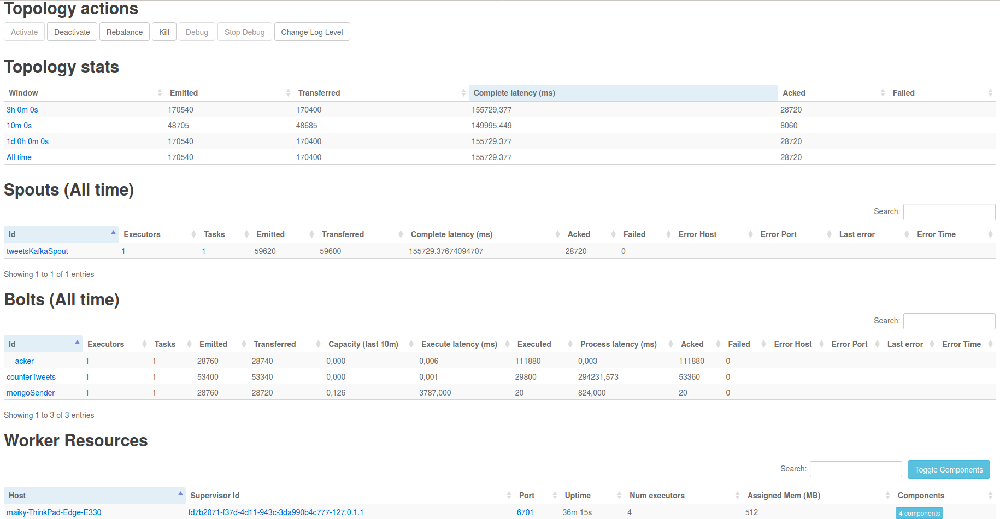 Topology actions
Activate Deactivate Rebalance Kill Debug Stop Debug Change Log Level
Topology stats
Window Emitted Transferred Complete latency (ms) Acked Failed
3h 0m 0s 170540 170400 155729,377 28720
10m 0s 48705 48685 149995,449 8060
1d 0h 0m 0s 170540 170400 155729,377 28720
All time 170540 170400 155729,377 28720
Spouts (All time)
Search:
Id Executors Tasks Emitted Transferred Complete latency (ms) Acked Failed Error Host Error Port Last error Error Time
tweetsKafkaSpout 1 1 59620 59600 155729.37674094707 28720 0
Showing 1 to 1 of 1 entries
Bolts (All time)
Search:
Id Executors Tasks Emitted Transferred Capacity (last 10m) Execute latency (ms) Executed Process latency (ms) Acked Failed Error Host Error Port Last error Error Time
__acker 1 1 28760 28740 0,000 0,006 111880 0,003 111880 0
counterTweets 1 1 53400 53340 0,000 0,001 29800 294231,573 53360 0
mongoSender 1 1 28760 28720 0,126 3787,000 20 824,000 20 0
Showing 1 to 3 of 3 entries
Worker Resources
Search: Toggle Components
Host Supervisor Id Port Uptime Num executors Assigned Mem (MB) Components
maiky-ThinkPad-Edge-E330 fd7b2071-f37d-4d11-943c-3da990b4c777-127.0.1.1 6701 36m 15s 4 512 4 components